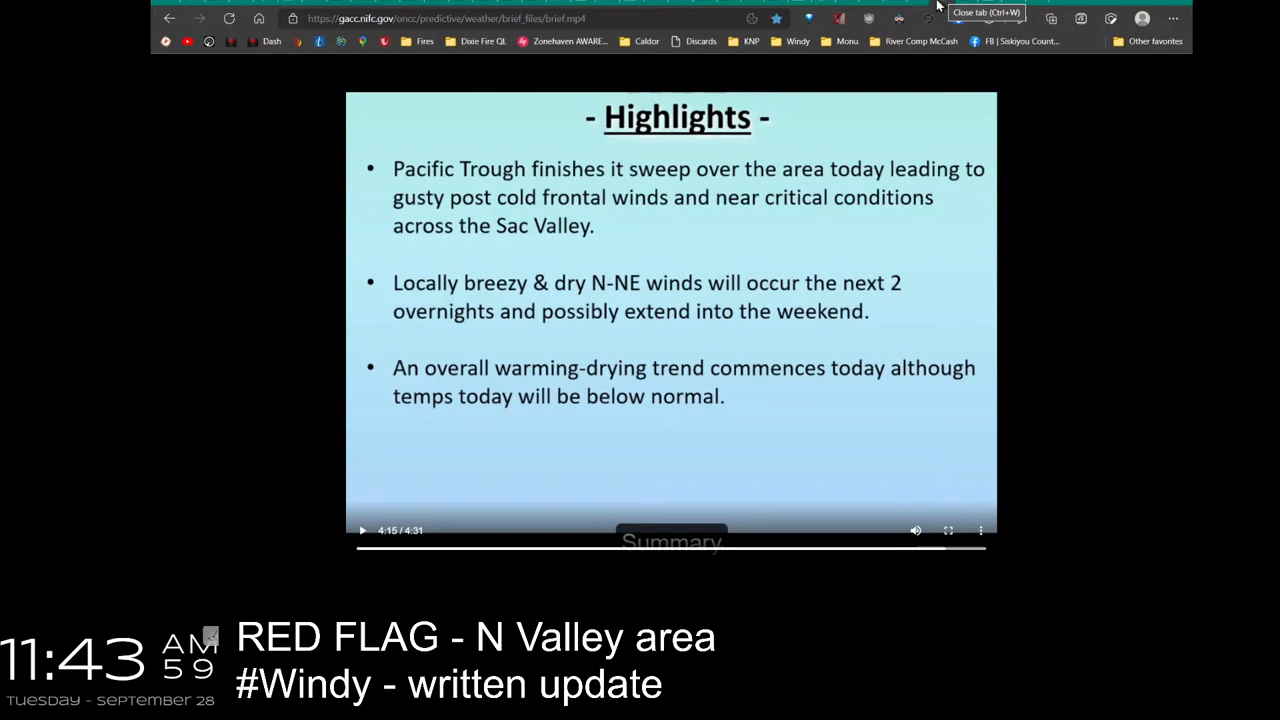 Close tab (Ctrl+W)
https://gacc.nifc.gov/oncc/predictive/weather/brief_files/brief.mp4
Dash
Fires
Dixie Fire QL
Zonehaven AWARE...
Caldor
Discards
KNP
Windy
Monu
River Comp McCash
FB | Siskiyou Count...
Other favorites
- Highlights -
• Pacific Trough finishes it sweep over the area today leading to
gusty post cold frontal winds and near critical conditions
across the Sac Valley.
• Locally breezy & dry N-NE winds will occur the next 2
overnights and possibly extend into the weekend.
• An overall warming-drying trend commences today although
temps today will be below normal.
4:15 / 4:31
Summary
11:43 AM 59
TUESDAY - SEPTEMBER 28
RED FLAG - N Valley area
#Windy - written update